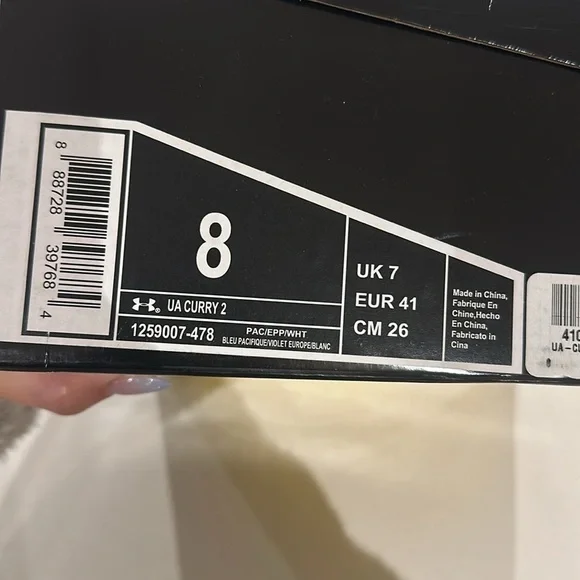 8 88728 39768 4
8
UA CURRY 2
1259007-478
PAC/EPP/WHT
BLEU PACIFIQUE/VIOLET EUROPE/BLANC
UK 7
EUR 41
CM 26
Made in China,
Fabrique En
Chine,Hecho
En China,
Fabricato in
Cina
410
UA-CU
8